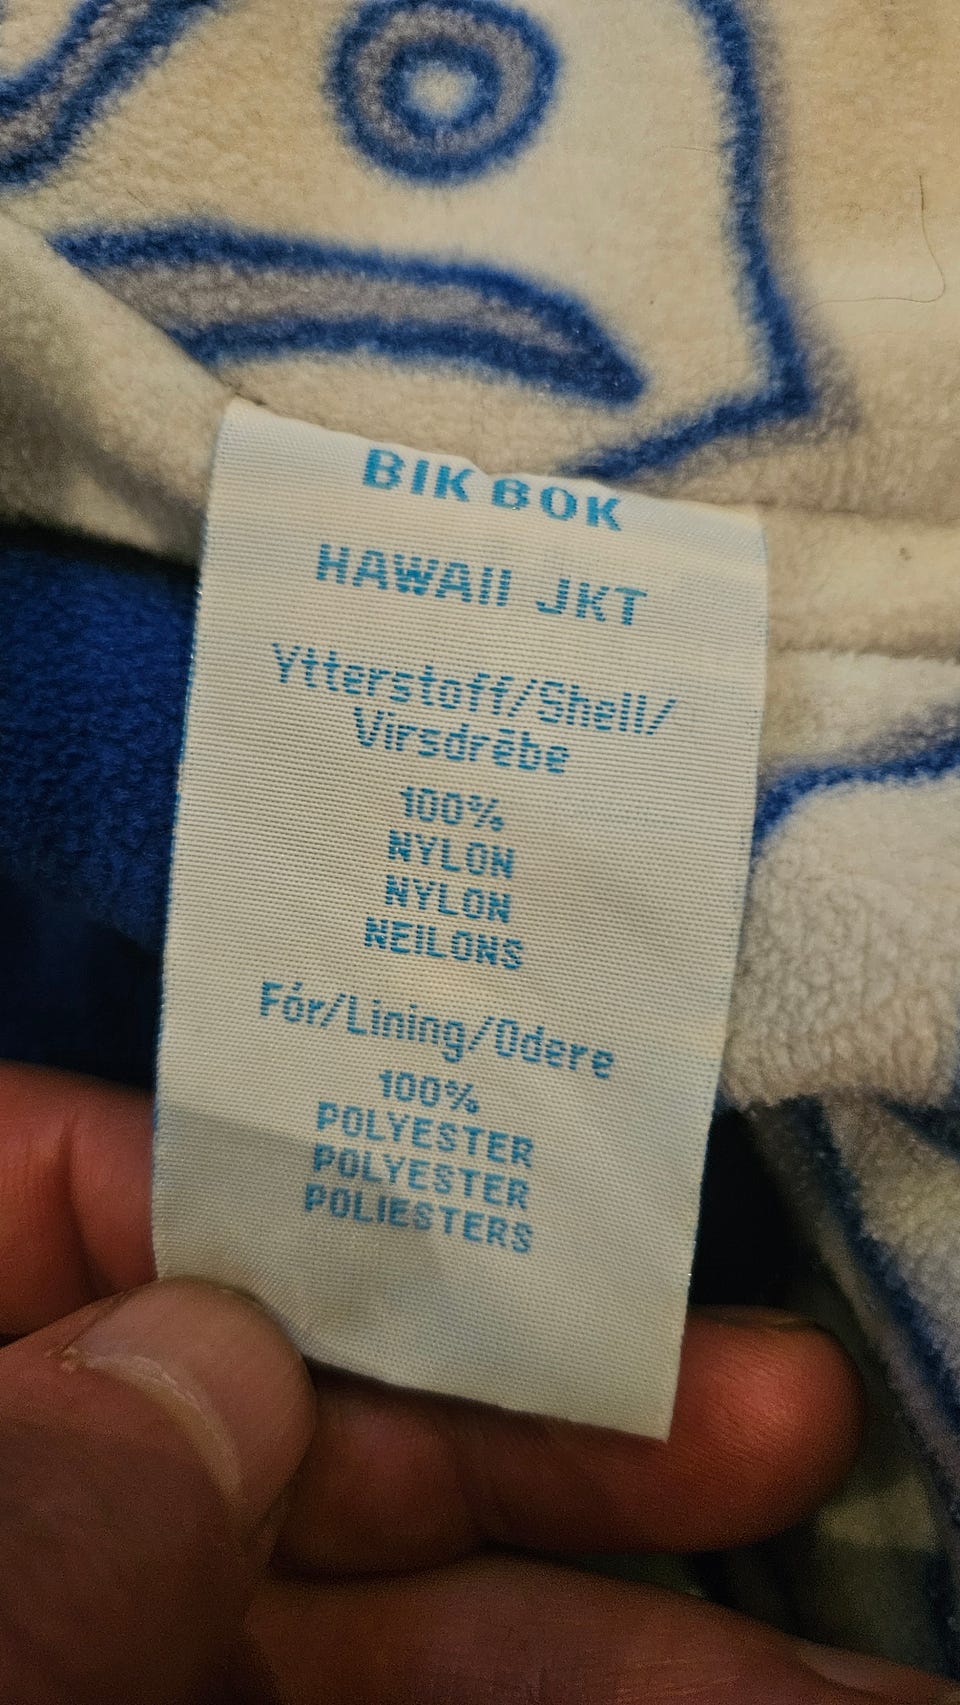 BIK BOK
HAWAII JKT
Ytterstoff/Shell/
Virsdrēbe
100%
NYLON
NYLON
NEILONS
Fór/Lining/Odere
100%
POLYESTER
POLYESTER
POLIESTERS